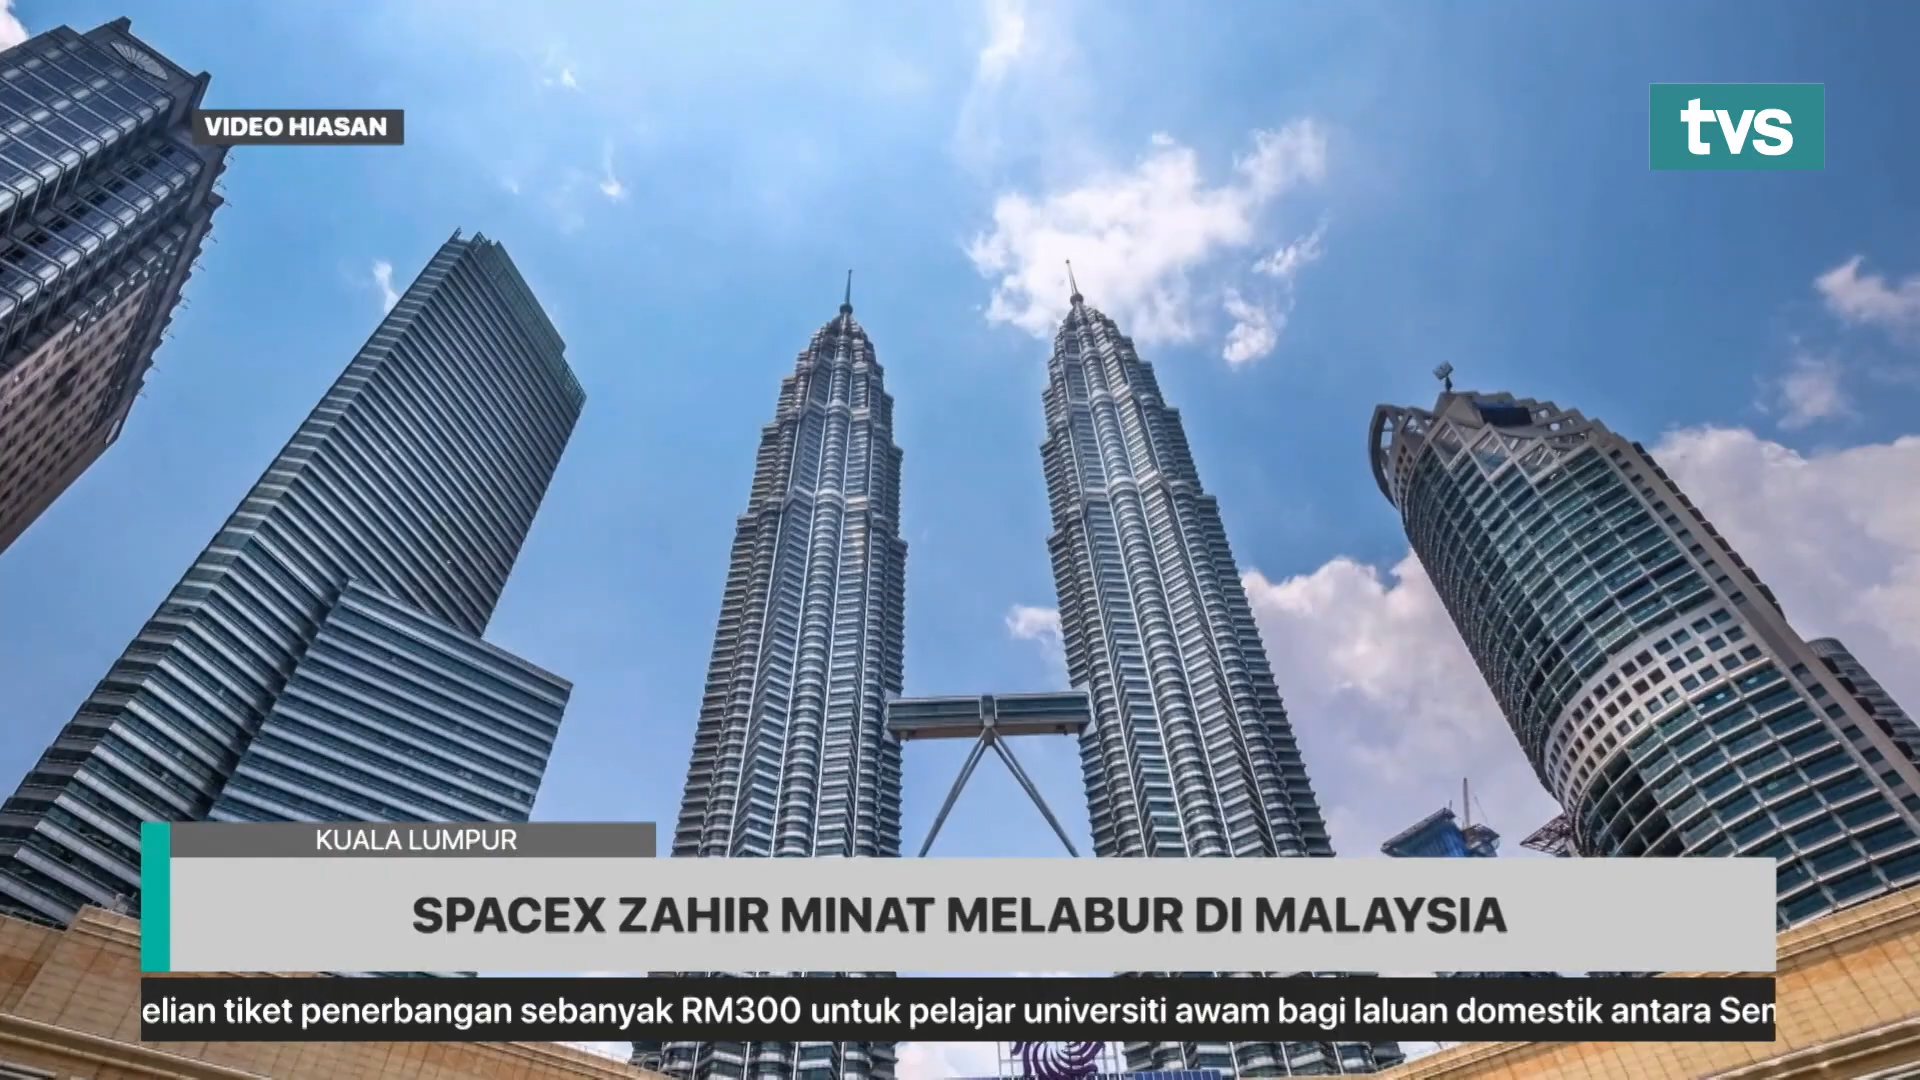 VIDEO HIASAN
tvs
KUALA LUMPUR
SPACEX ZAHIR MINAT MELABUR DI MALAYSIA
elian tiket penerbangan sebanyak RM300 untuk pelajar universiti awam bagi laluan domestik antara Sem